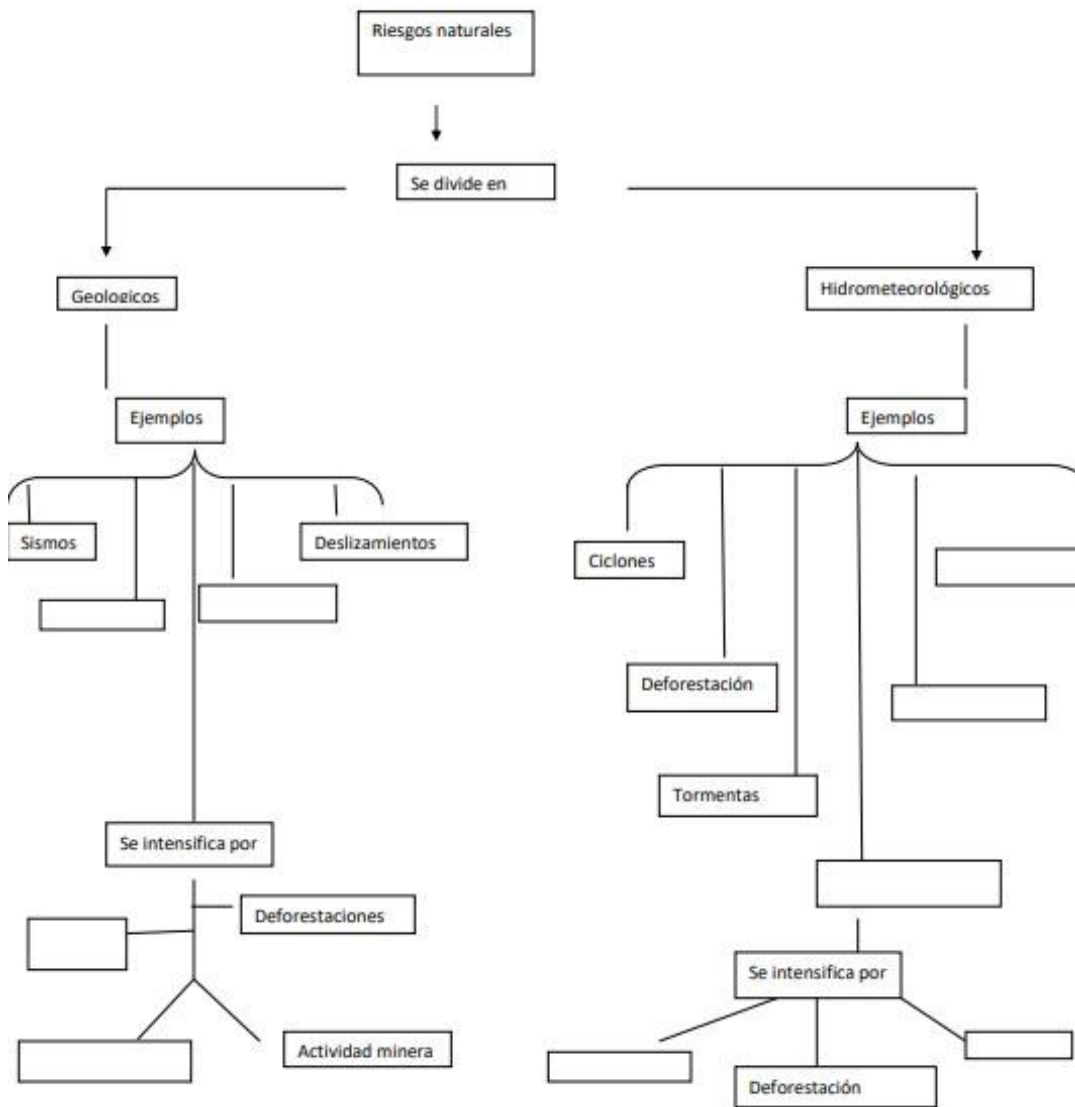 Riesgos naturales
Se divide en
Geologicos
Hidrometeorológicos
Ejemplos
Ejemplos
Sismos
Deslizamientos
Ciclones
Deforestación
Tormentas
Se intensifica por
Deforestaciones
Se intensifica por
Actividad minera
Deforestación